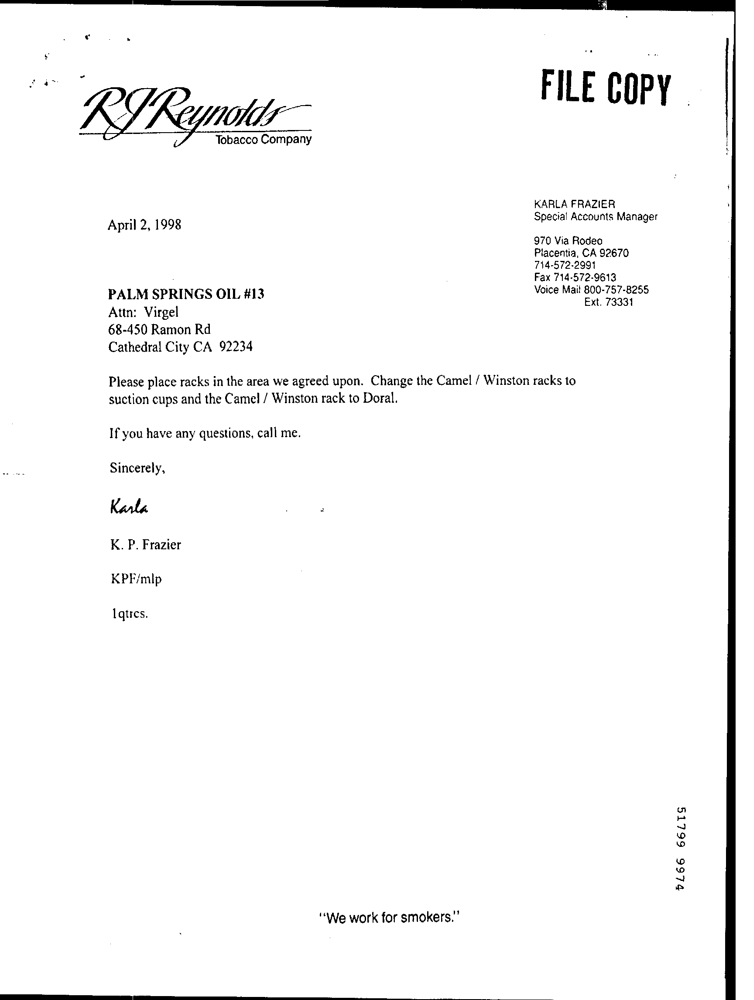 RJReynolds
Tobacco Company
FILE COPY
KARLA FRAZIER
Special Accounts Manager
970 Via Rodeo
Placentia, CA 92670
714-572-2991
Fax 714-572-9613
Voice Mail 800-757-8255
Ext. 73331
April 2, 1998
PALM SPRINGS OIL #13
Attn: Virgel
68-450 Ramon Rd
Cathedral City CA 92234
Please place racks in the area we agreed upon. Change the Camel / Winston racks to
suction cups and the Camel / Winston rack to Doral.
If you have any questions, call me.
Sincerely,
Karla
K. P. Frazier
KPF/mlp
1qtrcs.
51799 9974
"We work for smokers."